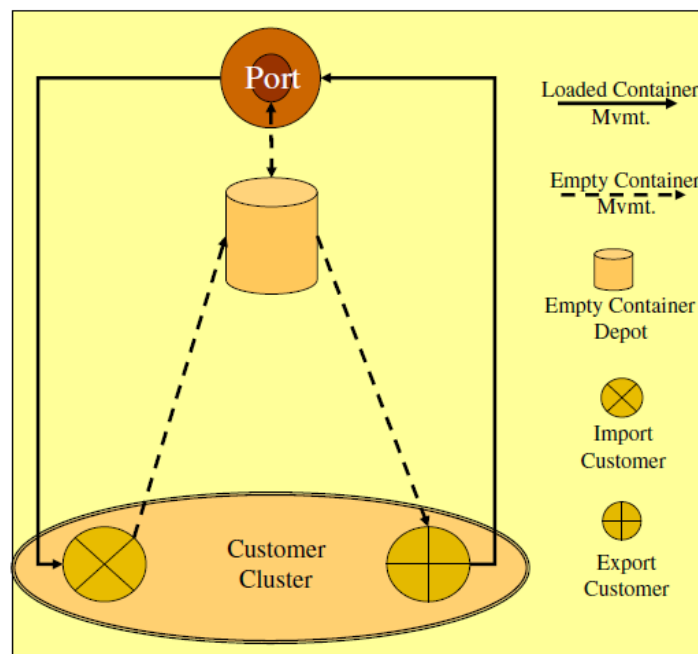 Port
Loaded Container
Mvmt.
Empty Container
Mvmt.
Empty Container
Depot
Import
Customer
Export
Customer
Customer
Cluster